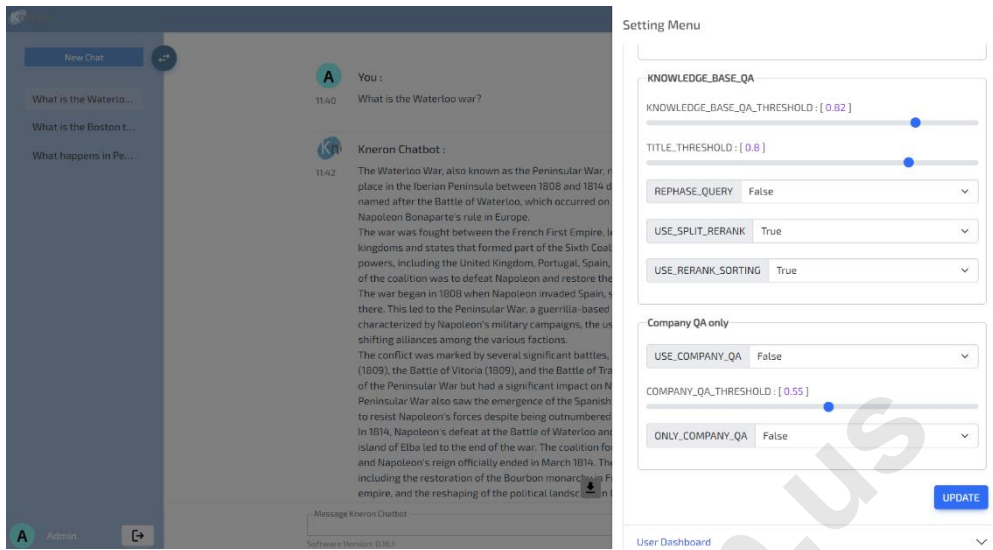 Setting Menu
New Chat
What is the Waterlo...
What is the Boston t...
What happens in Pe...
A
You :
11:40
What is the Waterloo war?
Kneron Chatbot :
11:42
The Waterloo War, also known as the Peninsular War,
place in the Iberian Peninsula between 1808 and 1814
named after the Battle of Waterloo, which occurred on
Napoleon Bonaparte's rule in Europe.
The war was fought between the French First Empire,
kingdoms and states that formed part of the Sixth
powers, including the United Kingdom, Portugal, Spain,
of the coalition was to defeat Napoleon and restore the
The war began in 1808 when Napoleon invaded Spain,
there. This led to the Peninsular War, a guerrilla-based
characterized by Napoleon's military campaigns, the
shifting alliances among the various factions.
The conflict was marked by several significant battles,
(1809), the Battle of Vitoria (1809), and the Battle of
of the Peninsular War but had a significant impact on
Peninsular War also saw the emergence of the Spanish
to resist Napoleon's forces despite being outnumbered
In 1814, Napoleon's defeat at the Battle of Waterloo and
island of Elba led to the end of the war. The coalition
and Napoleon's reign officially ended in March 1814.
including the restoration of the Bourbon monarchy in
empire, and the reshaping of the political
Message Kneron Chatbot
Software Version: 0.16.1
A Admin
KNOWLEDGE_BASE_QA
KNOWLEDGE_BASE_QA_THRESHOLD : [ 0.82 ]
TITLE_THRESHOLD : [ 0.8 ]
REPHASE_QUERY False
USE_SPLIT_RERANK True
USE_RERANK_SORTING True
Company QA only
USE_COMPANY_QA False
COMPANY_QA_THRESHOLD : [ 0.55 ]
ONLY_COMPANY_QA False
UPDATE
User Dashboard
.us